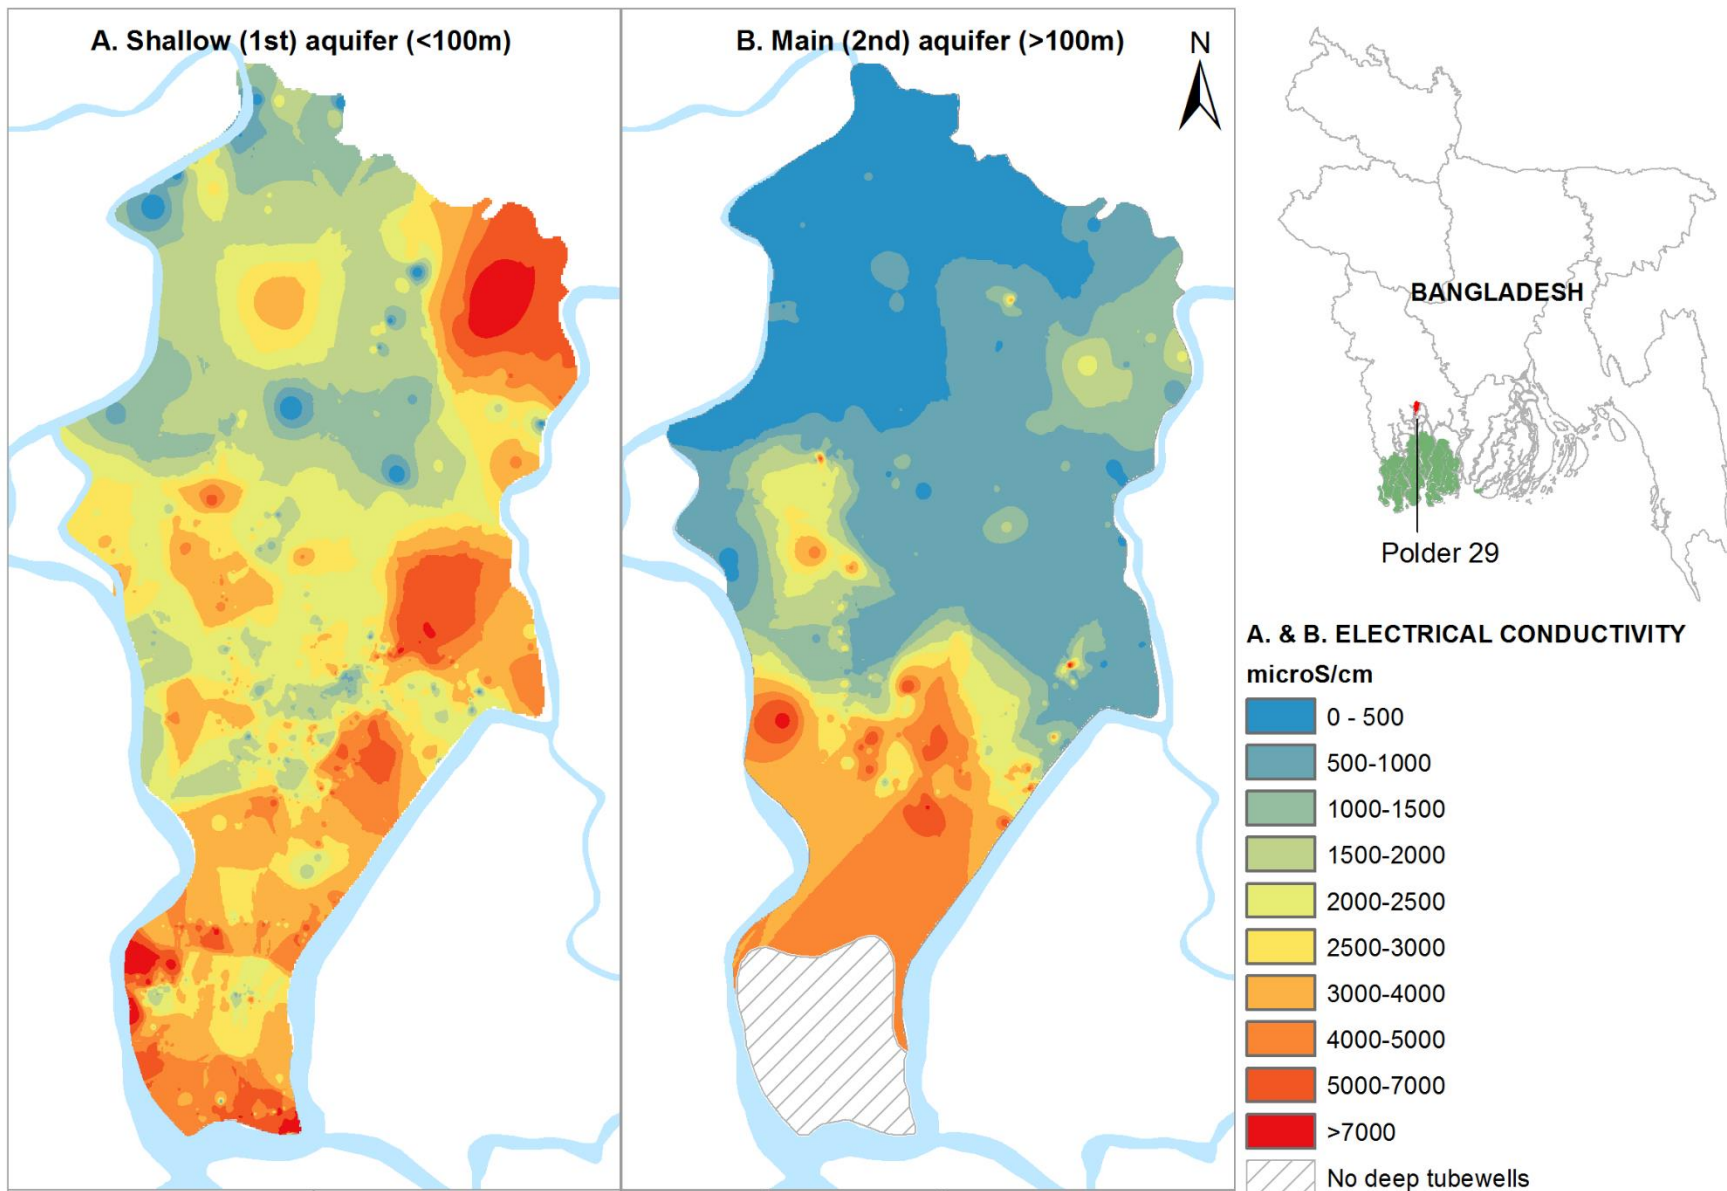 A. Shallow (1st) aquifer (<100m)
B. Main (2nd) aquifer (>100m)
N
BANGLADESH
Polder 29
A. & B. ELECTRICAL CONDUCTIVITY
microS/cm
0 - 500
500-1000
1000-1500
1500-2000
2000-2500
2500-3000
3000-4000
4000-5000
5000-7000
>7000
No deep tubewells